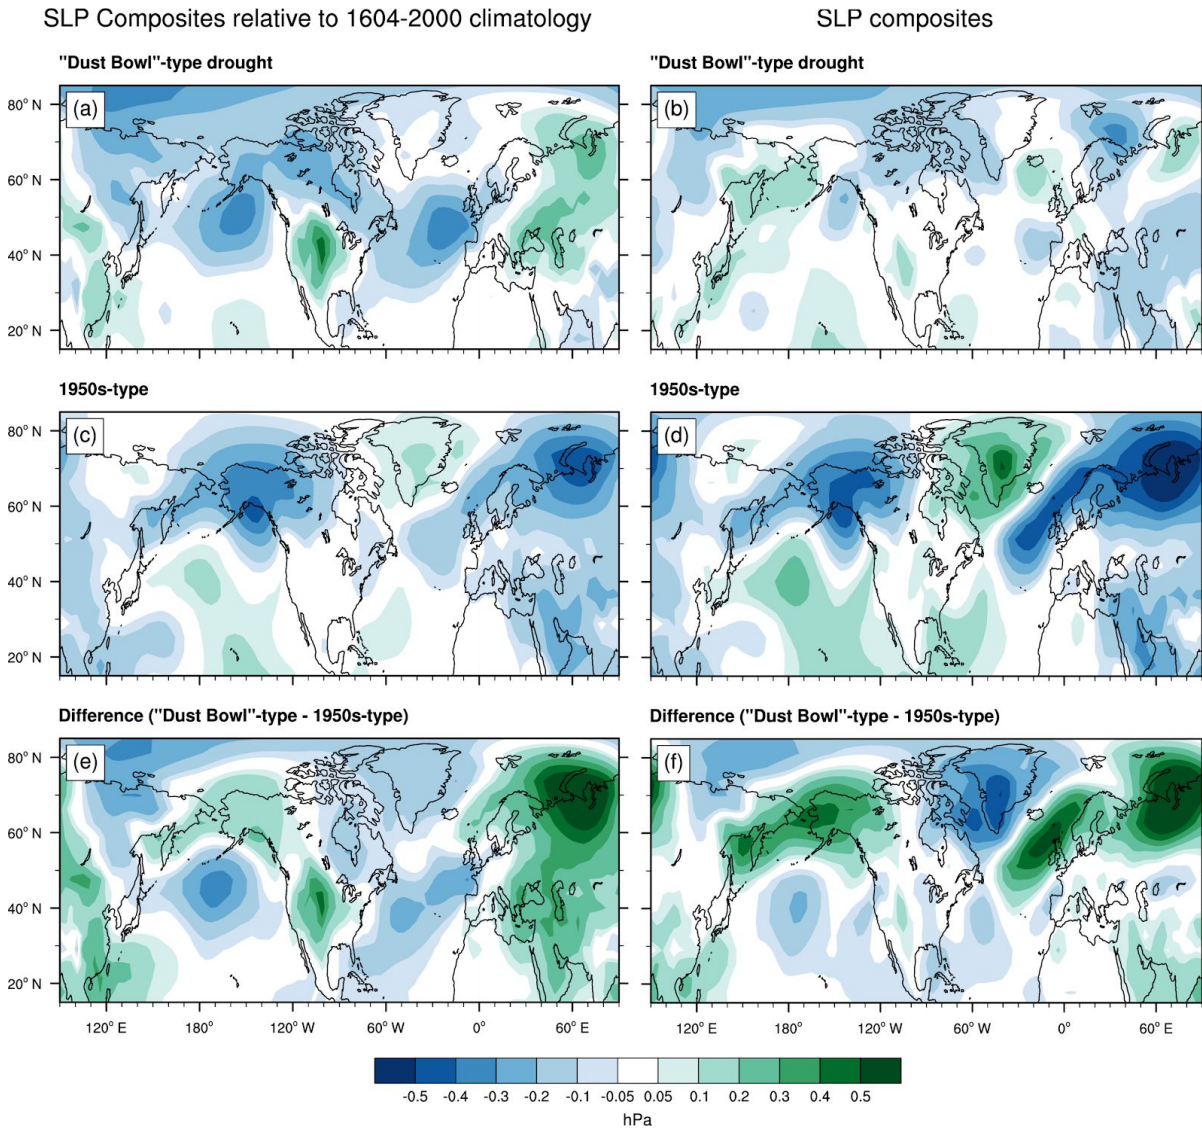 SLP Composites relative to 1604-2000 climatology
SLP composites
"Dust Bowl"-type drought
"Dust Bowl"-type drought
80° N
60° N
40° N
20° N
(a)
(b)
1950s-type
1950s-type
80° N
60° N
40° N
20° N
(c)
(d)
Difference ("Dust Bowl"-type - 1950s-type)
Difference ("Dust Bowl"-type - 1950s-type)
80° N
60° N
40° N
20° N
(e)
(f)
120° E 180° 120° W 60° W 0° 60° E
120° E 180° 120° W 60° W 0° 60° E
-0.5 -0.4 -0.3 -0.2 -0.1 -0.05 0.05 0.1 0.2 0.3 0.4 0.5
hPa